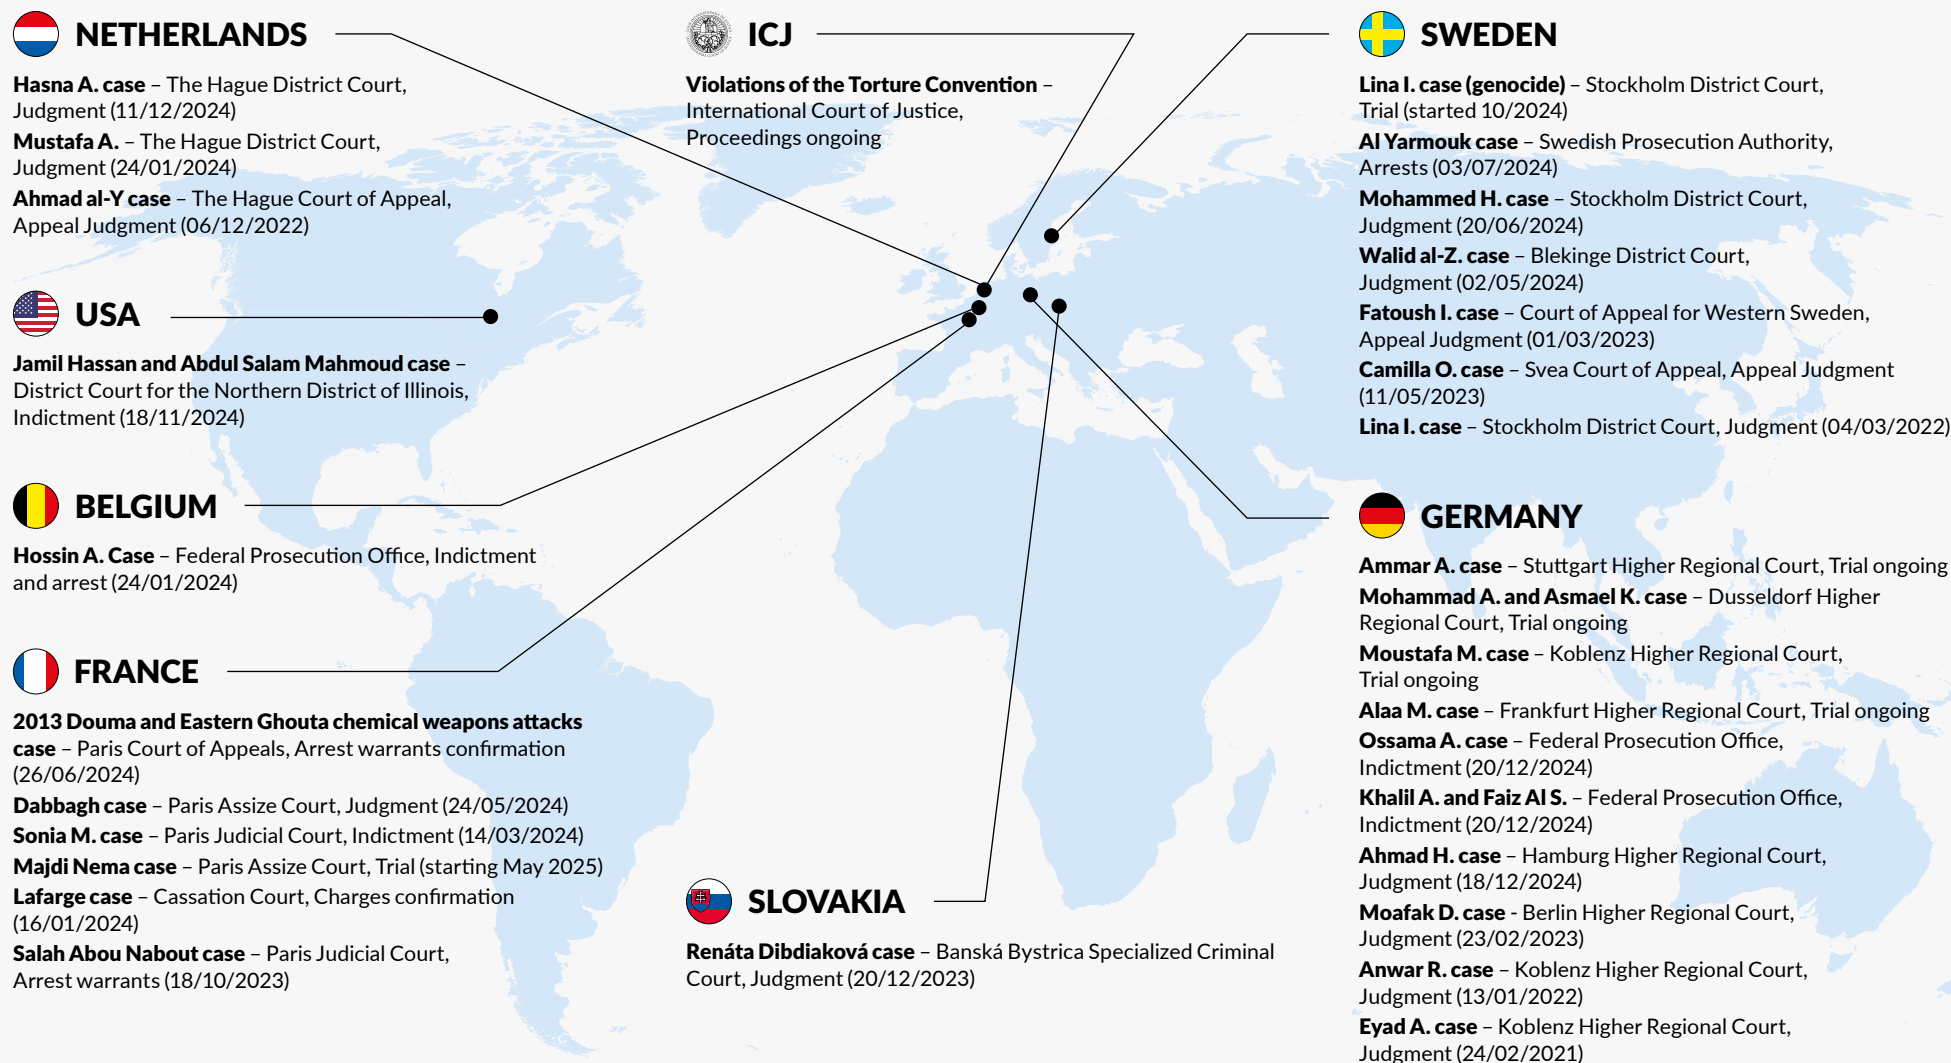 NETHERLANDS
Hasna A. case – The Hague District Court,
Judgment (11/12/2024)
Mustafa A. – The Hague District Court,
Judgment (24/01/2024)
Ahmad al-Y case – The Hague Court of Appeal,
Appeal Judgment (06/12/2022)
USA
Jamil Hassan and Abdul Salam Mahmoud case –
District Court for the Northern District of Illinois,
Indictment (18/11/2024)
BELGIUM
Hossin A. Case – Federal Prosecution Office, Indictment
and arrest (24/01/2024)
FRANCE
2013 Douma and Eastern Ghouta chemical weapons attacks
case – Paris Court of Appeals, Arrest warrants confirmation
(26/06/2024)
Dabbagh case – Paris Assize Court, Judgment (24/05/2024)
Sonia M. case – Paris Judicial Court, Indictment (14/03/2024)
Majdi Nema case – Paris Assize Court, Trial (starting May 2025)
Lafarge case – Cassation Court, Charges confirmation
(16/01/2024)
Salah Abou Nabout case – Paris Judicial Court,
Arrest warrants (18/10/2023)
ICJ
Violations of the Torture Convention –
International Court of Justice,
Proceedings ongoing
SLOVAKIA
Renáta Dibdiaková case – Banská Bystrica Specialized Criminal
Court, Judgment (20/12/2023)
SWEDEN
Lina I. case (genocide) – Stockholm District Court,
Trial (started 10/2024)
Al Yarmouk case – Swedish Prosecution Authority,
Arrests (03/07/2024)
Mohammed H. case – Stockholm District Court,
Judgment (20/06/2024)
Walid al-Z. case – Blekinge District Court,
Judgment (02/05/2024)
Fatoush I. case – Court of Appeal for Western Sweden,
Appeal Judgment (01/03/2023)
Camilla O. case – Svea Court of Appeal, Appeal Judgment
(11/05/2023)
Lina I. case – Stockholm District Court, Judgment (04/03/2022)
GERMANY
Ammar A. case – Stuttgart Higher Regional Court, Trial ongoing
Mohammad A. and Asmael K. case – Dusseldorf Higher
Regional Court, Trial ongoing
Moustafa M. case – Koblenz Higher Regional Court,
Trial ongoing
Alaa M. case – Frankfurt Higher Regional Court, Trial ongoing
Ossama A. case – Federal Prosecution Office,
Indictment (20/12/2024)
Khalil A. and Faiz Al S. – Federal Prosecution Office,
Indictment (20/12/2024)
Ahmad H. case – Hamburg Higher Regional Court,
Judgment (18/12/2024)
Moafak D. case - Berlin Higher Regional Court,
Judgment (23/02/2023)
Anwar R. case – Koblenz Higher Regional Court,
Judgment (13/01/2022)
Eyad A. case – Koblenz Higher Regional Court,
Judgment (24/02/2021)